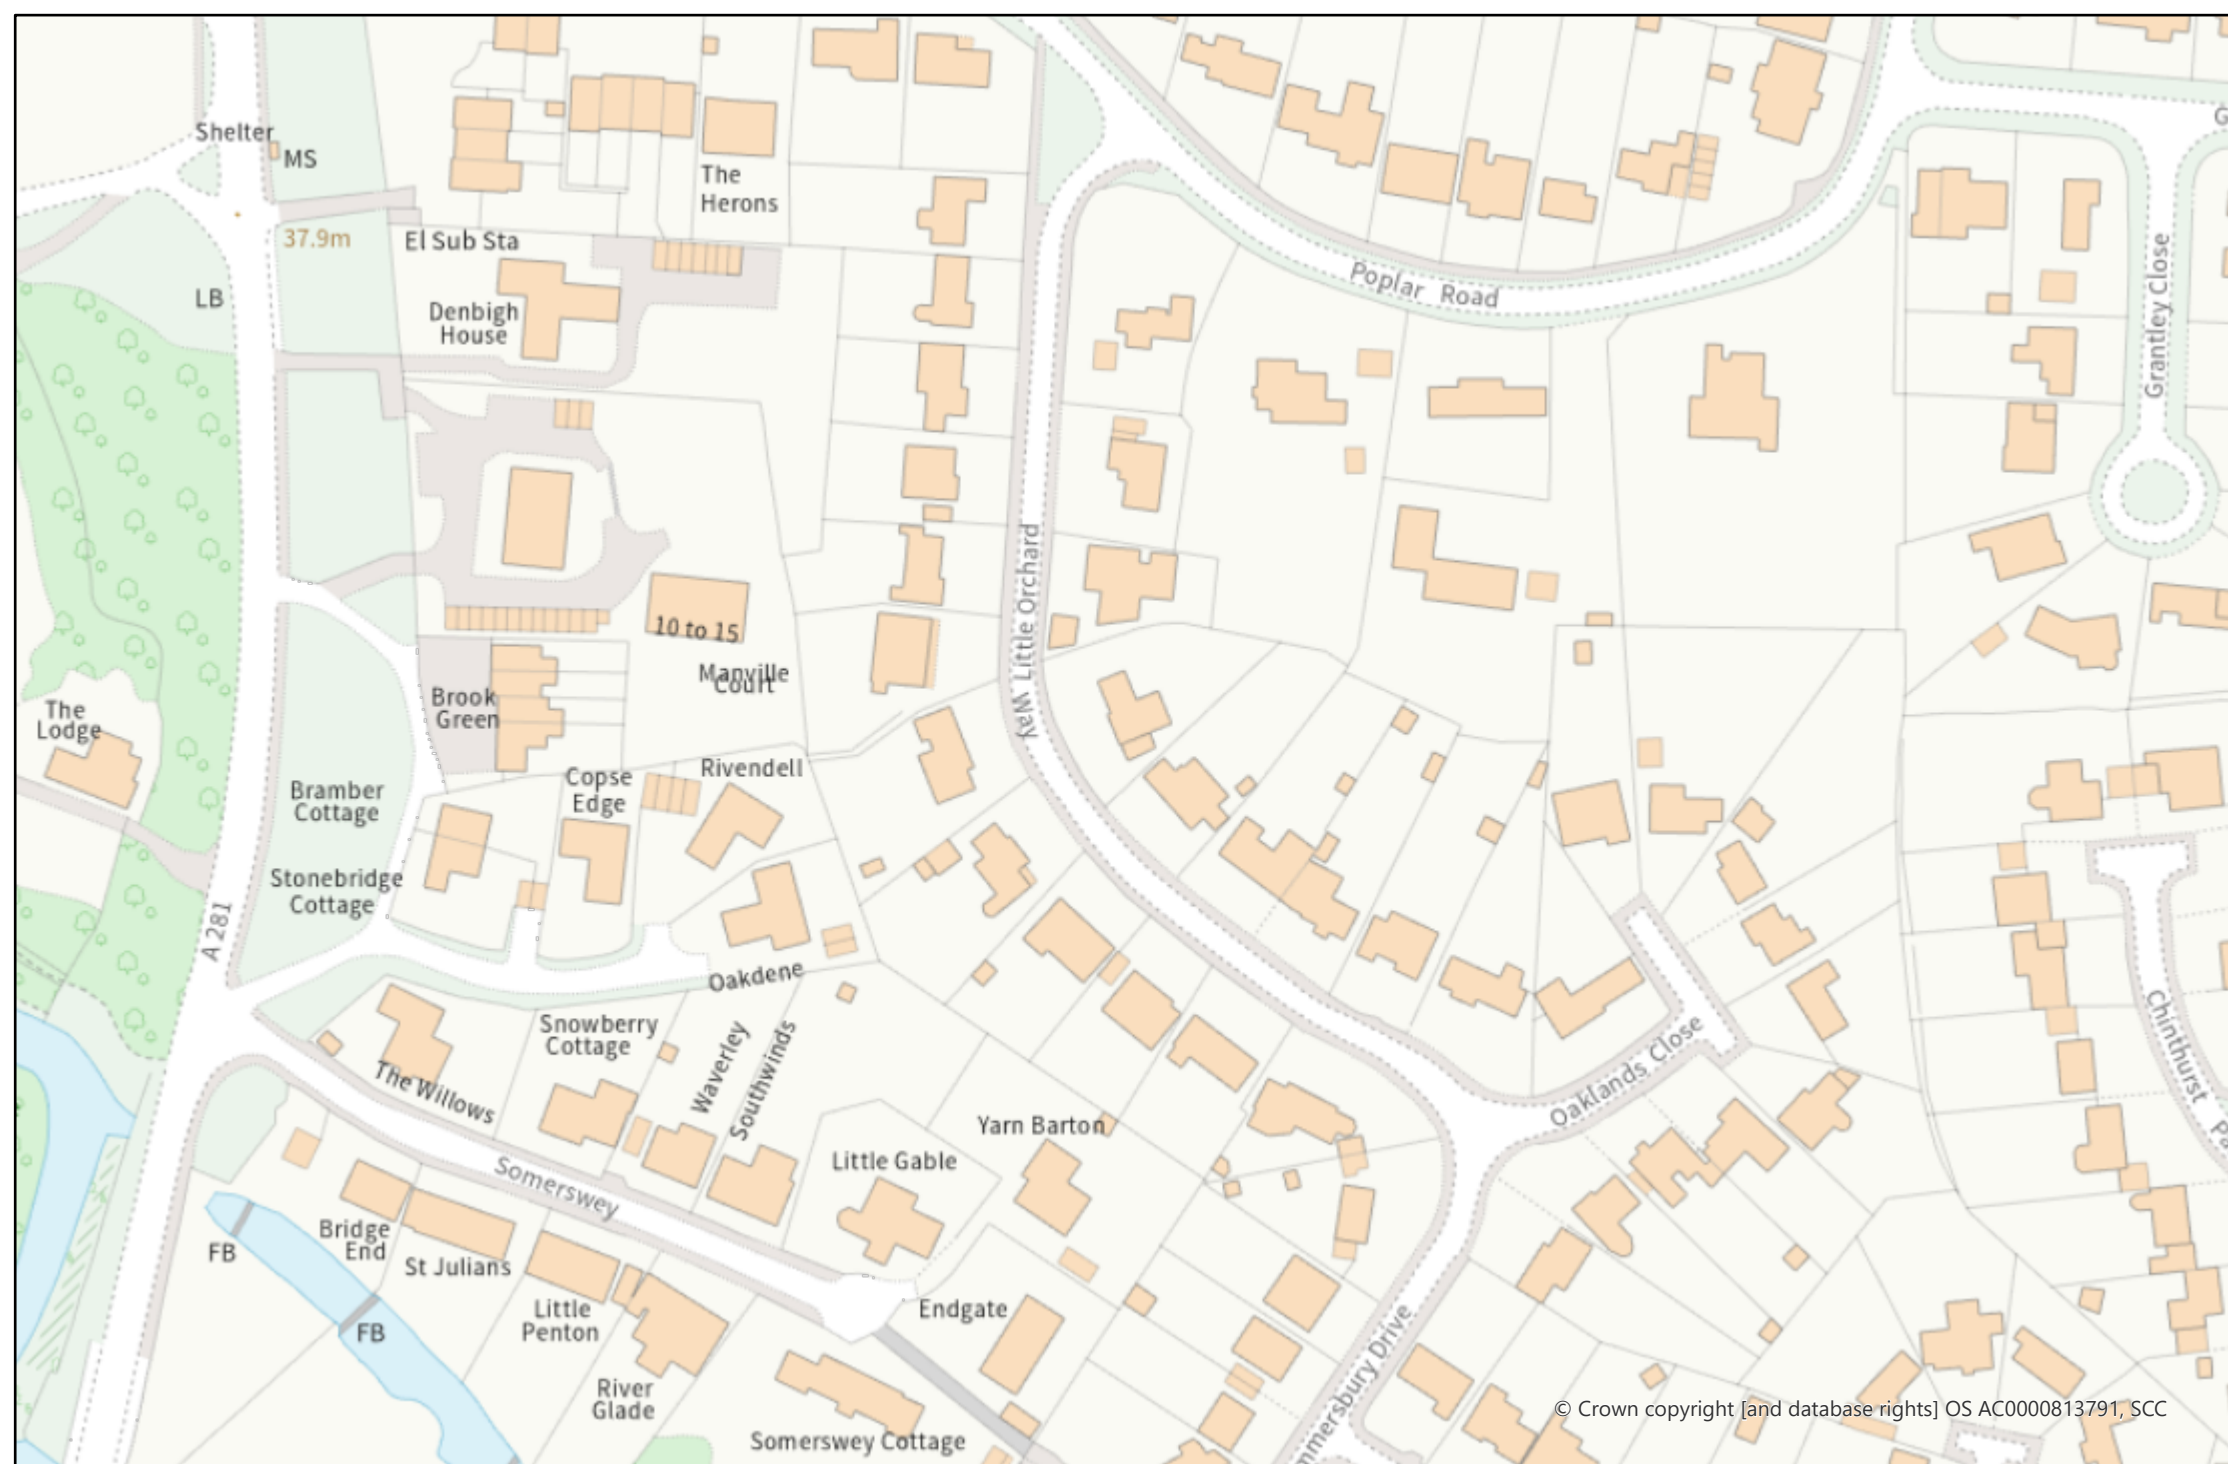 Shelter
MS
The
Herons
37.9m
El Sub Sta
LB
Denbigh
House
Poplar Road
Grantley Close
Little Orchard Way
10 to 15
Manville
Court
Brook
Green
The
Lodge
Rivendell
Copse
Edge
Bramber
Cottage
Stonebridge
Cottage
A 281
Oakdene
Snowberry
Cottage
Waverley
Southwinds
The Willows
Oaklands Close
Chinthurst
Yarn Barton
Little Gable
Somerswey
Bridge
End
St Julians
FB
FB
Little
Penton
Endgate
River
Glade
Somerswey Cottage
© Crown copyright [and database rights] OS AC0000813791, SCC